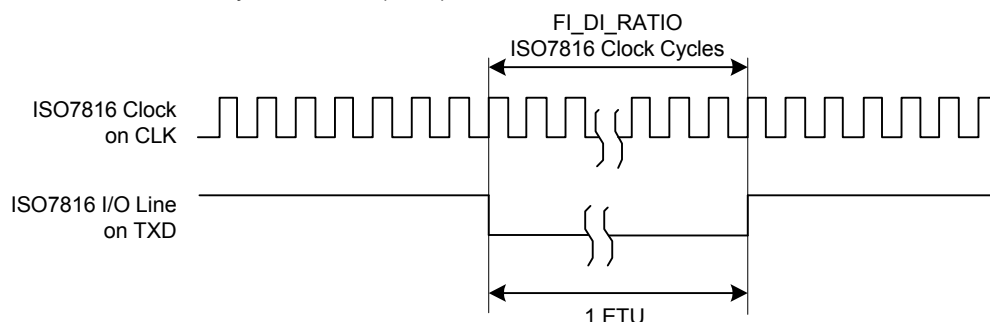 FI_DI_RATIO
ISO7816 Clock Cycles
ISO7816 Clock
on CLK
ISO7816 I/O Line
on TXD
1 ETU